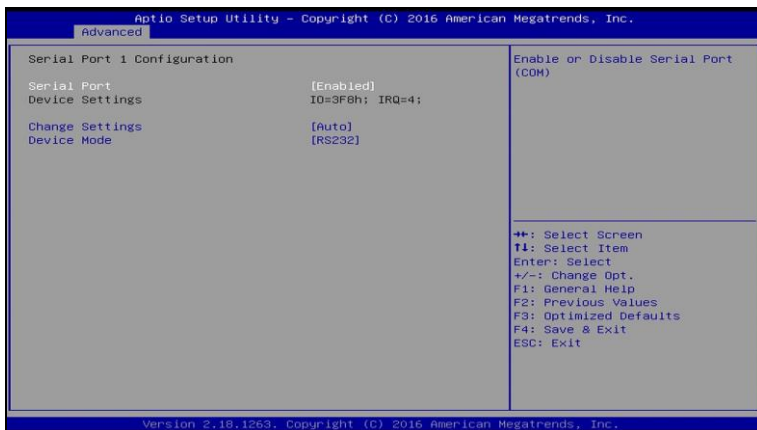 Aptio Setup Utility – Copyright (C) 2016 American Megatrends, Inc.
Advanced
Serial Port 1 Configuration
Serial Port [Enabled]
Device Settings IO=3F8h; IRQ=4;
Change Settings [Auto]
Device Mode [RS232]
Enable or Disable Serial Port
(COM)
→←: Select Screen
↑↓: Select Item
Enter: Select
+/-: Change Opt.
F1: General Help
F2: Previous Values
F3: Optimized Defaults
F4: Save & Exit
ESC: Exit
Version 2.18.1263. Copyright (C) 2016 American Megatrends, Inc.